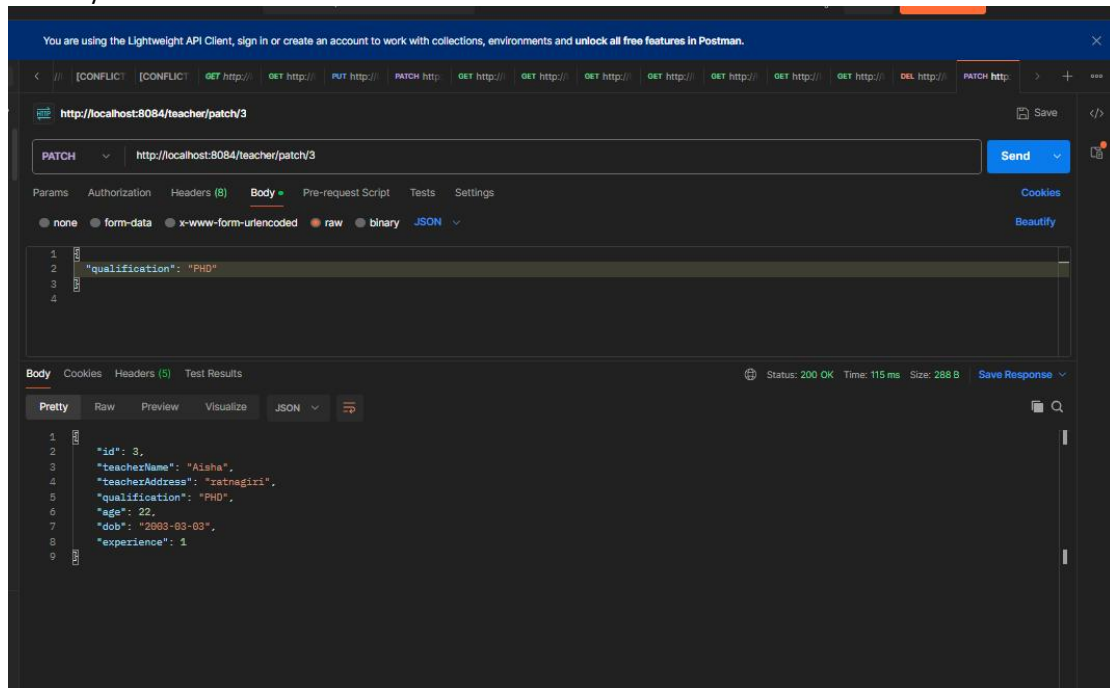 You are using the Lightweight API Client, sign in or create an account to work with collections, environments and unlock all free features in Postman.
[CONFLICT [CONFLICT GET http:// GET http:// PUT http:// PATCH http: GET http:// GET http:// GET http:// GET http:// GET http:// GET http:// GET http:// DEL http:// PATCH http:
HTTP http://localhost:8084/teacher/patch/3 Save
PATCH http://localhost:8084/teacher/patch/3 Send
Params Authorization Headers (8) Body Pre-request Script Tests Settings Cookies
none form-data x-www-form-urlencoded raw binary JSON Beautify
1 {
2 "qualification": "PHD"
3 }
4
Body Cookies Headers (5) Test Results Status: 200 OK Time: 115 ms Size: 288 B Save Response
Pretty Raw Preview Visualize JSON
1 {
2 "id": 3,
3 "teacherName": "Aisha",
4 "teacherAddress": "ratnagiri",
5 "qualification": "PHD",
6 "age": 22,
7 "dob": "2003-03-03",
8 "experience": 1
9 }